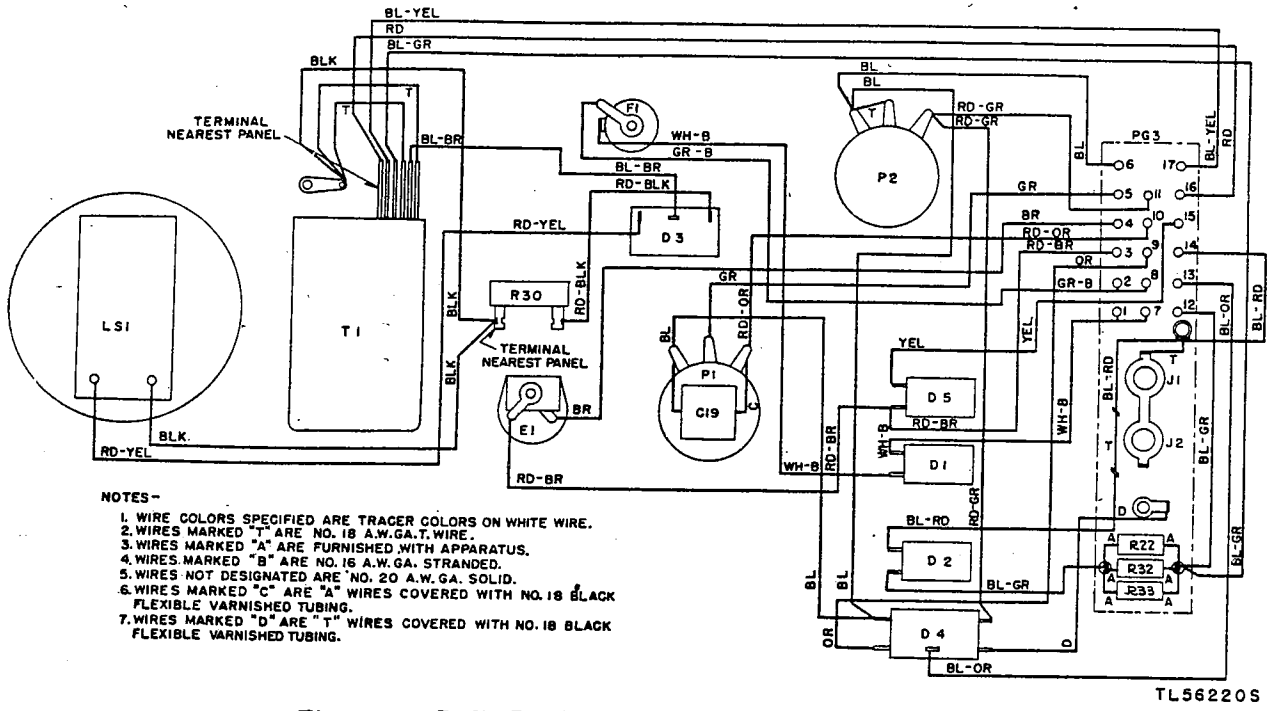 BL-YEL
RD
BL-GR
BLK
TERMINAL
NEAREST PANEL
T
T
BL-BR
F1
WH-B
GR-B
BL-BR
RD-BLK
RD-YEL
D3
BL
BL
T
RD-GR
RD-GR
P2
GR
BR
RD-OR
RD-BR
OR
GR-B
PG3
BL
BL-YEL
RD
6
17
5
11
16
4
10
15
3
9
14
2
8
13
1
7
12
LS1
T1
BLK
R30
RD-BLK
TERMINAL
NEAREST PANEL
BLK
GR
BL
RD-OR
P1
C19
C
YEL
YEL
BL-OR
BL-RD
T
J1
J2
BL-RD
T
BL-GR
WH-B
D5
RD-BR
RD-BR
WH-B
D1
WH-B
RD-GR
E1
BR
RD-BR
BLK.
RD-YEL
BL-RD
D2
BL-GR
D
A
R22
A
R32
A
A
A
R33
A
BL-GR
BL
BL
OR
D4
D
BL-OR
NOTES-
1. WIRE COLORS SPECIFIED ARE TRACER COLORS ON WHITE WIRE.
2. WIRES MARKED "T" ARE NO. 18 A.W.GA.T. WIRE.
3. WIRES MARKED "A" ARE FURNISHED WITH APPARATUS.
4. WIRES MARKED "B" ARE NO. 16 A.W. GA. STRANDED.
5. WIRES NOT DESIGNATED ARE NO. 20 A.W. GA. SOLID.
6. WIRES MARKED "C" ARE "A" WIRES COVERED WITH NO. 18 BLACK
FLEXIBLE VARNISHED TUBING.
7. WIRES MARKED "D" ARE "T" WIRES COVERED WITH NO. 18 BLACK
FLEXIBLE VARNISHED TUBING.
TL56220S